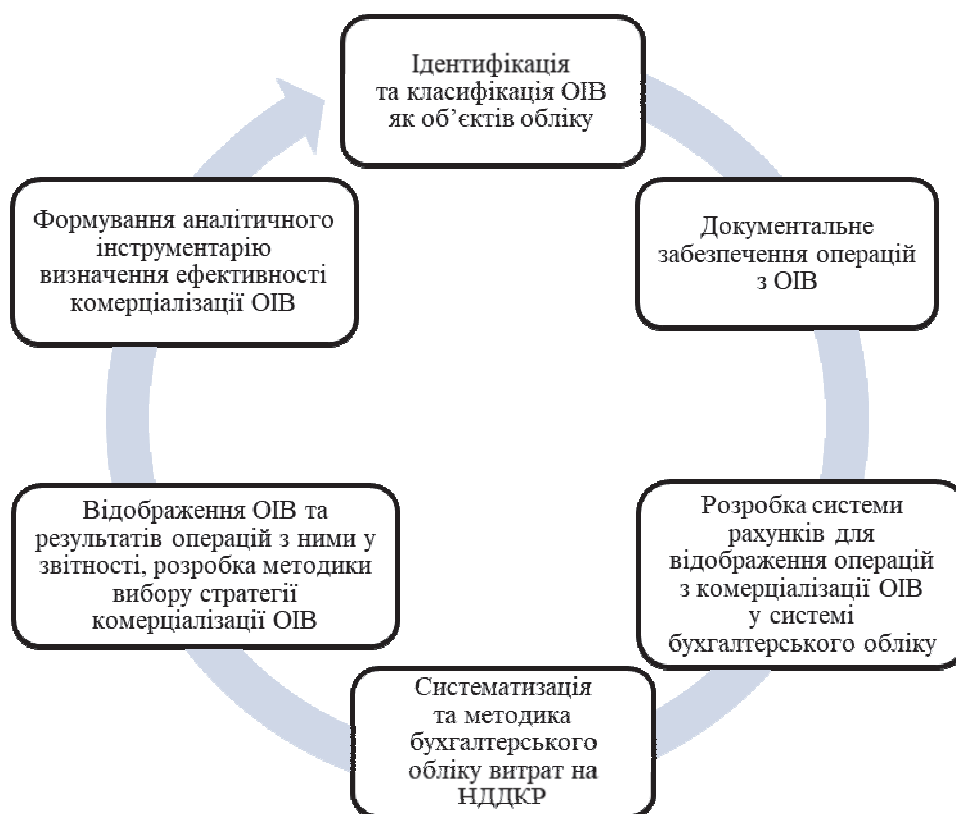 Ідентифікація
та класифікація ОІВ
як об’єктів обліку
Документальне
забезпечення операцій
з ОІВ
Розробка системи
рахунків для
відображення операцій
з комерціалізації ОІВ
у системі
бухгалтерського обліку
Систематизація
та методика
бухгалтерського
обліку витрат на
НДДКР
Відображення ОІВ та
результатів операцій з ними у
звітності, розробка методики
вибору стратегії
комерціалізації ОІВ
Формування аналітичного
інструментарію
визначення ефективності
комерціалізації ОІВ